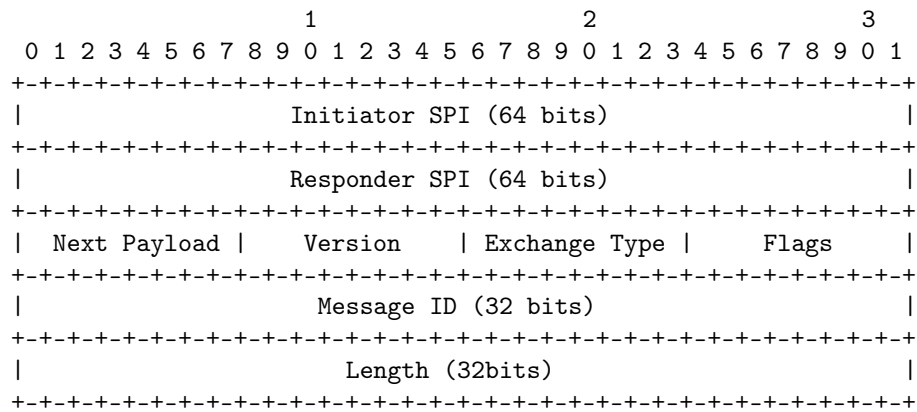 1                   2                   3
 0 1 2 3 4 5 6 7 8 9 0 1 2 3 4 5 6 7 8 9 0 1 2 3 4 5 6 7 8 9 0 1
+-+-+-+-+-+-+-+-+-+-+-+-+-+-+-+-+-+-+-+-+-+-+-+-+-+-+-+-+-+-+-+-+
|                   Initiator SPI (64 bits)                     |
+-+-+-+-+-+-+-+-+-+-+-+-+-+-+-+-+-+-+-+-+-+-+-+-+-+-+-+-+-+-+-+-+
|                   Responder SPI (64 bits)                     |
+-+-+-+-+-+-+-+-+-+-+-+-+-+-+-+-+-+-+-+-+-+-+-+-+-+-+-+-+-+-+-+-+
|  Next Payload |    Version    | Exchange Type |     Flags     |
+-+-+-+-+-+-+-+-+-+-+-+-+-+-+-+-+-+-+-+-+-+-+-+-+-+-+-+-+-+-+-+-+
|                     Message ID (32 bits)                      |
+-+-+-+-+-+-+-+-+-+-+-+-+-+-+-+-+-+-+-+-+-+-+-+-+-+-+-+-+-+-+-+-+
|                       Length (32bits)                         |
+-+-+-+-+-+-+-+-+-+-+-+-+-+-+-+-+-+-+-+-+-+-+-+-+-+-+-+-+-+-+-+-+